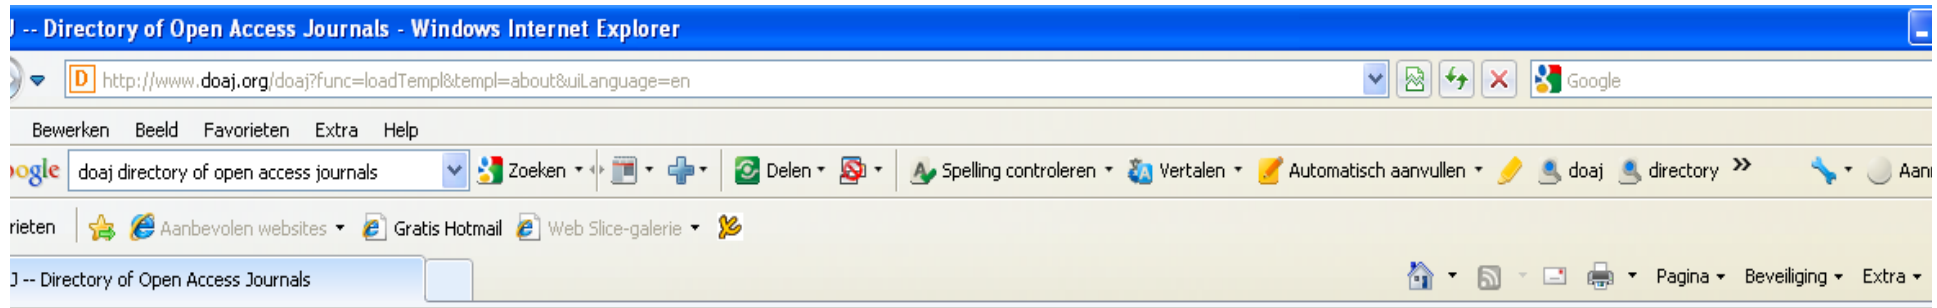 J -- Directory of Open Access Journals - Windows Internet Explorer
http://www.doaj.org/doaj?func=loadTempl&templ=about&uiLanguage=en Google
Bewerken Beeld Favorieten Extra Help
oogle doaj directory of open access journals Zoeken Delen Spelling controleren Vertalen Automatisch aanvullen doaj directory Aan
rieten Aanbevolen websites Gratis Hotmail Web Slice-galerie
J -- Directory of Open Access Journals Pagina Beveiliging Extra